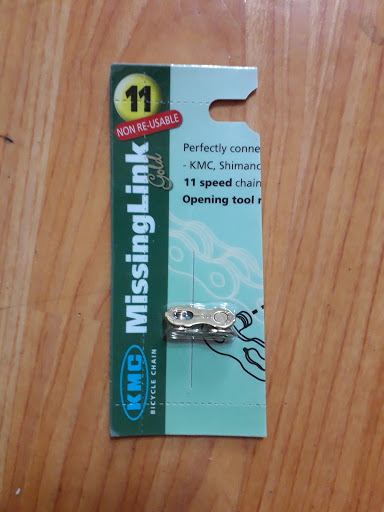 11
NON RE-USABLE
MissingLink
Gold
KMC
BICYCLE CHAIN
Perfectly conne
- KMC, Shimano
11 speed chain
Opening tool r